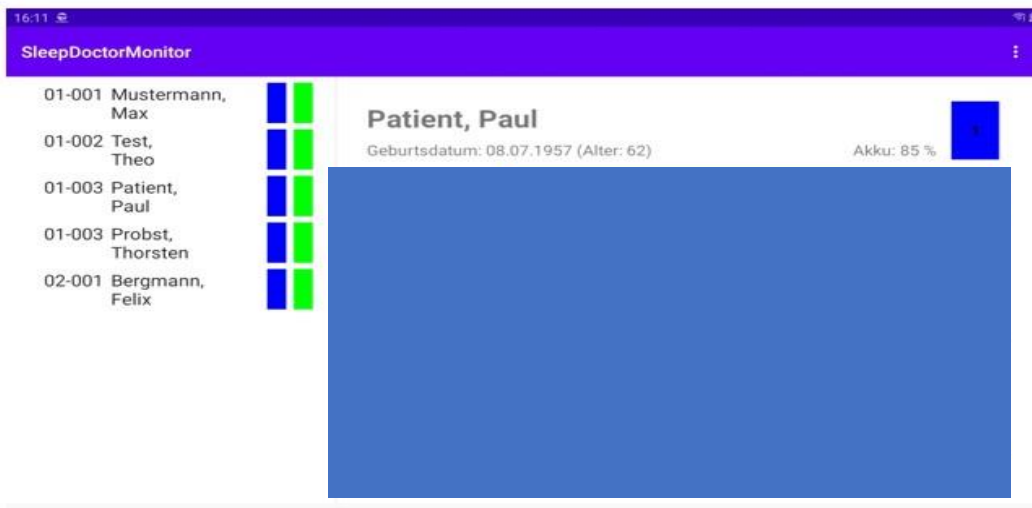 16:11
SleepDoctorMonitor
01-001 Mustermann,
Max
01-002 Test,
Theo
01-003 Patient,
Paul
01-003 Probst,
Thorsten
02-001 Bergmann,
Felix
Patient, Paul
Geburtsdatum: 08.07.1957 (Alter: 62)
Akku: 85 %